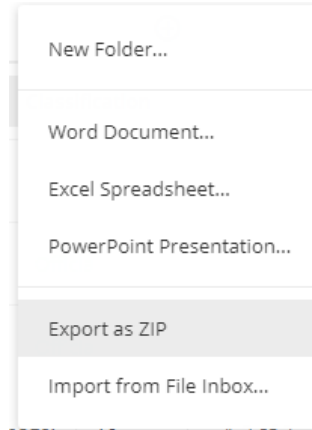 New Folder...
Word Document...
Excel Spreadsheet...
PowerPoint Presentation...
Export as ZIP
Import from File Inbox...